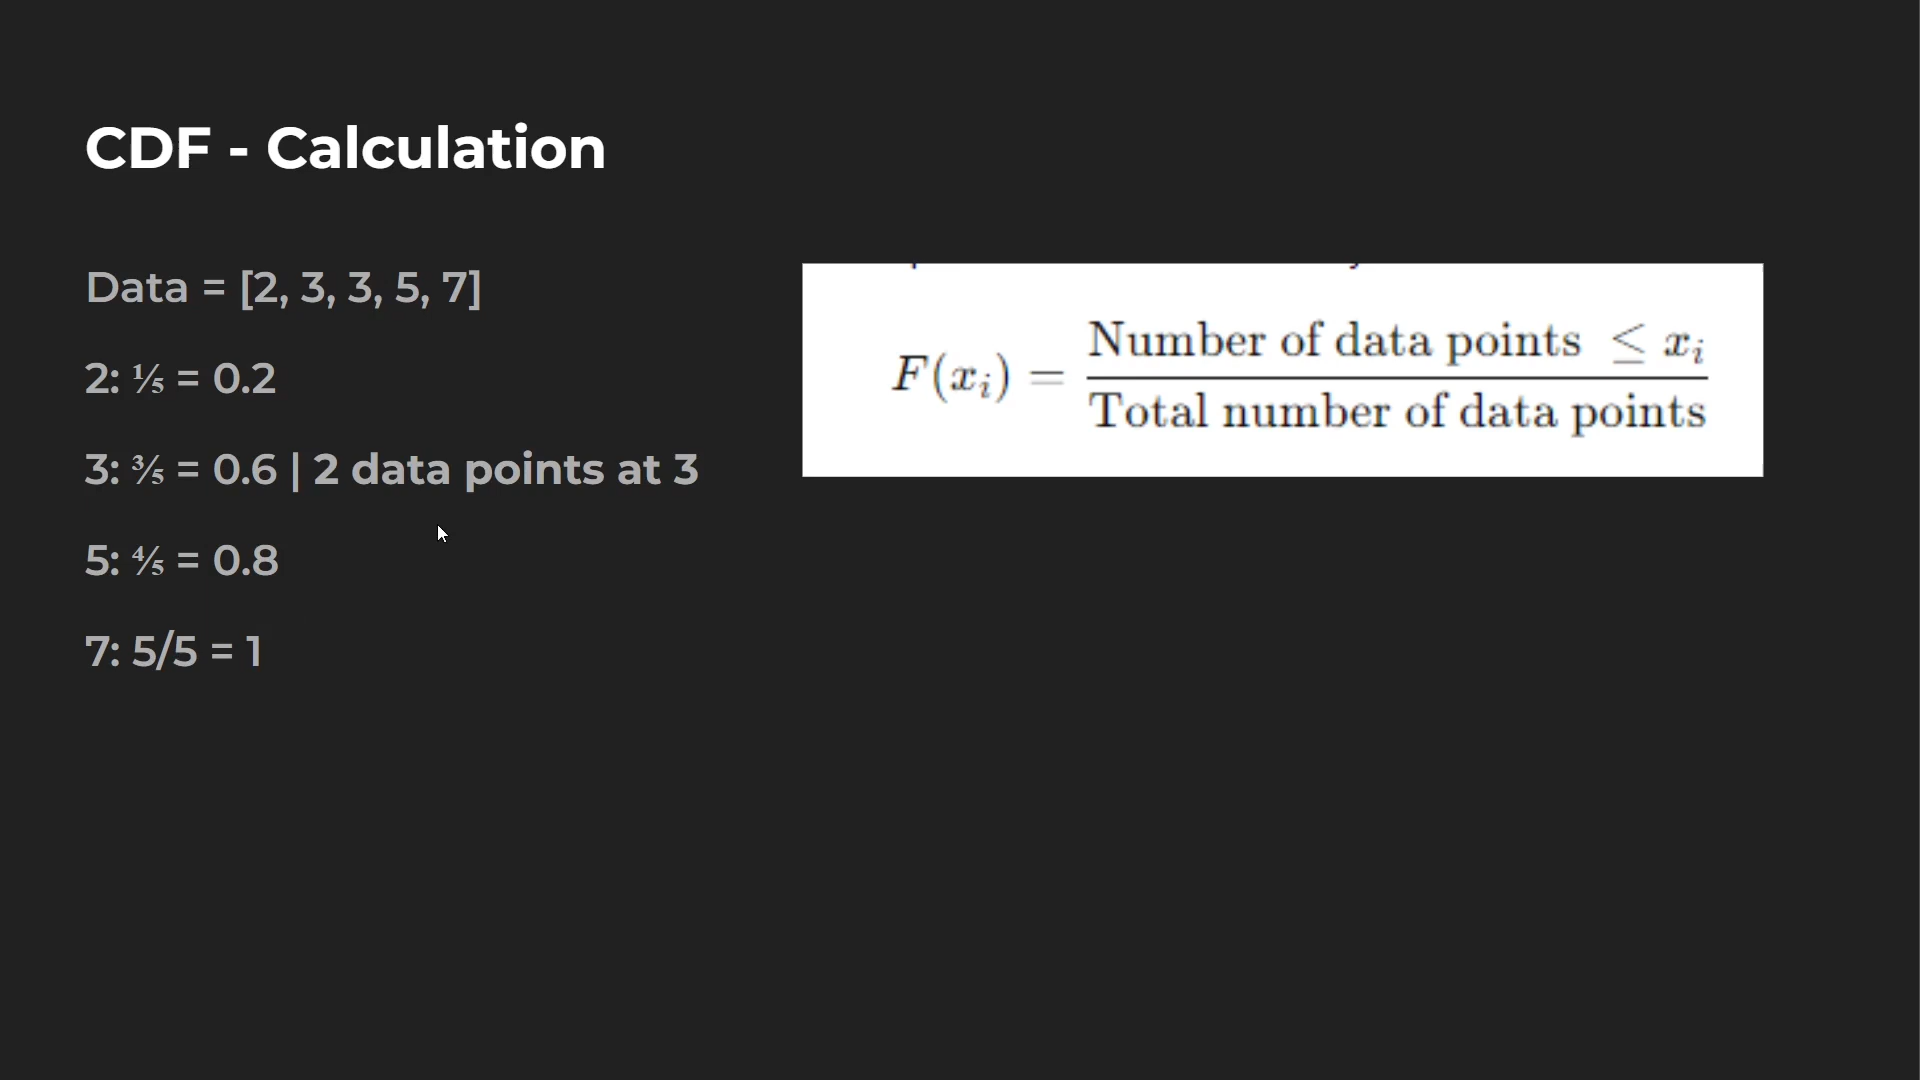 CDF - Calculation
Data = [2, 3, 3, 5, 7]
2: ⅕ = 0.2
3: ⅗ = 0.6 | 2 data points at 3
5: ⅘ = 0.8
7: 5/5 = 1
F(xᵢ) = Number of data points ≤ xᵢ / Total number of data points